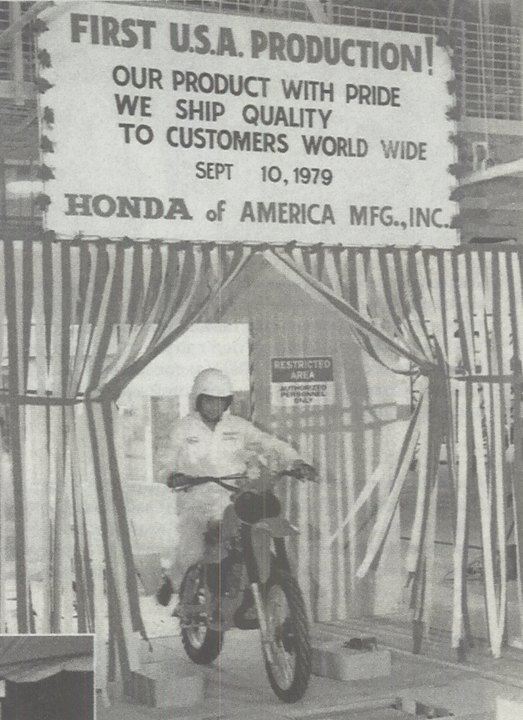 FIRST U.S.A. PRODUCTION!
OUR PRODUCT WITH PRIDE
WE SHIP QUALITY
TO CUSTOMERS WORLD WIDE
SEPT 10, 1979
HONDA of AMERICA MFG., INC.
RESTRICTED
AREA
AUTHORIZED
PERSONNEL
ONLY